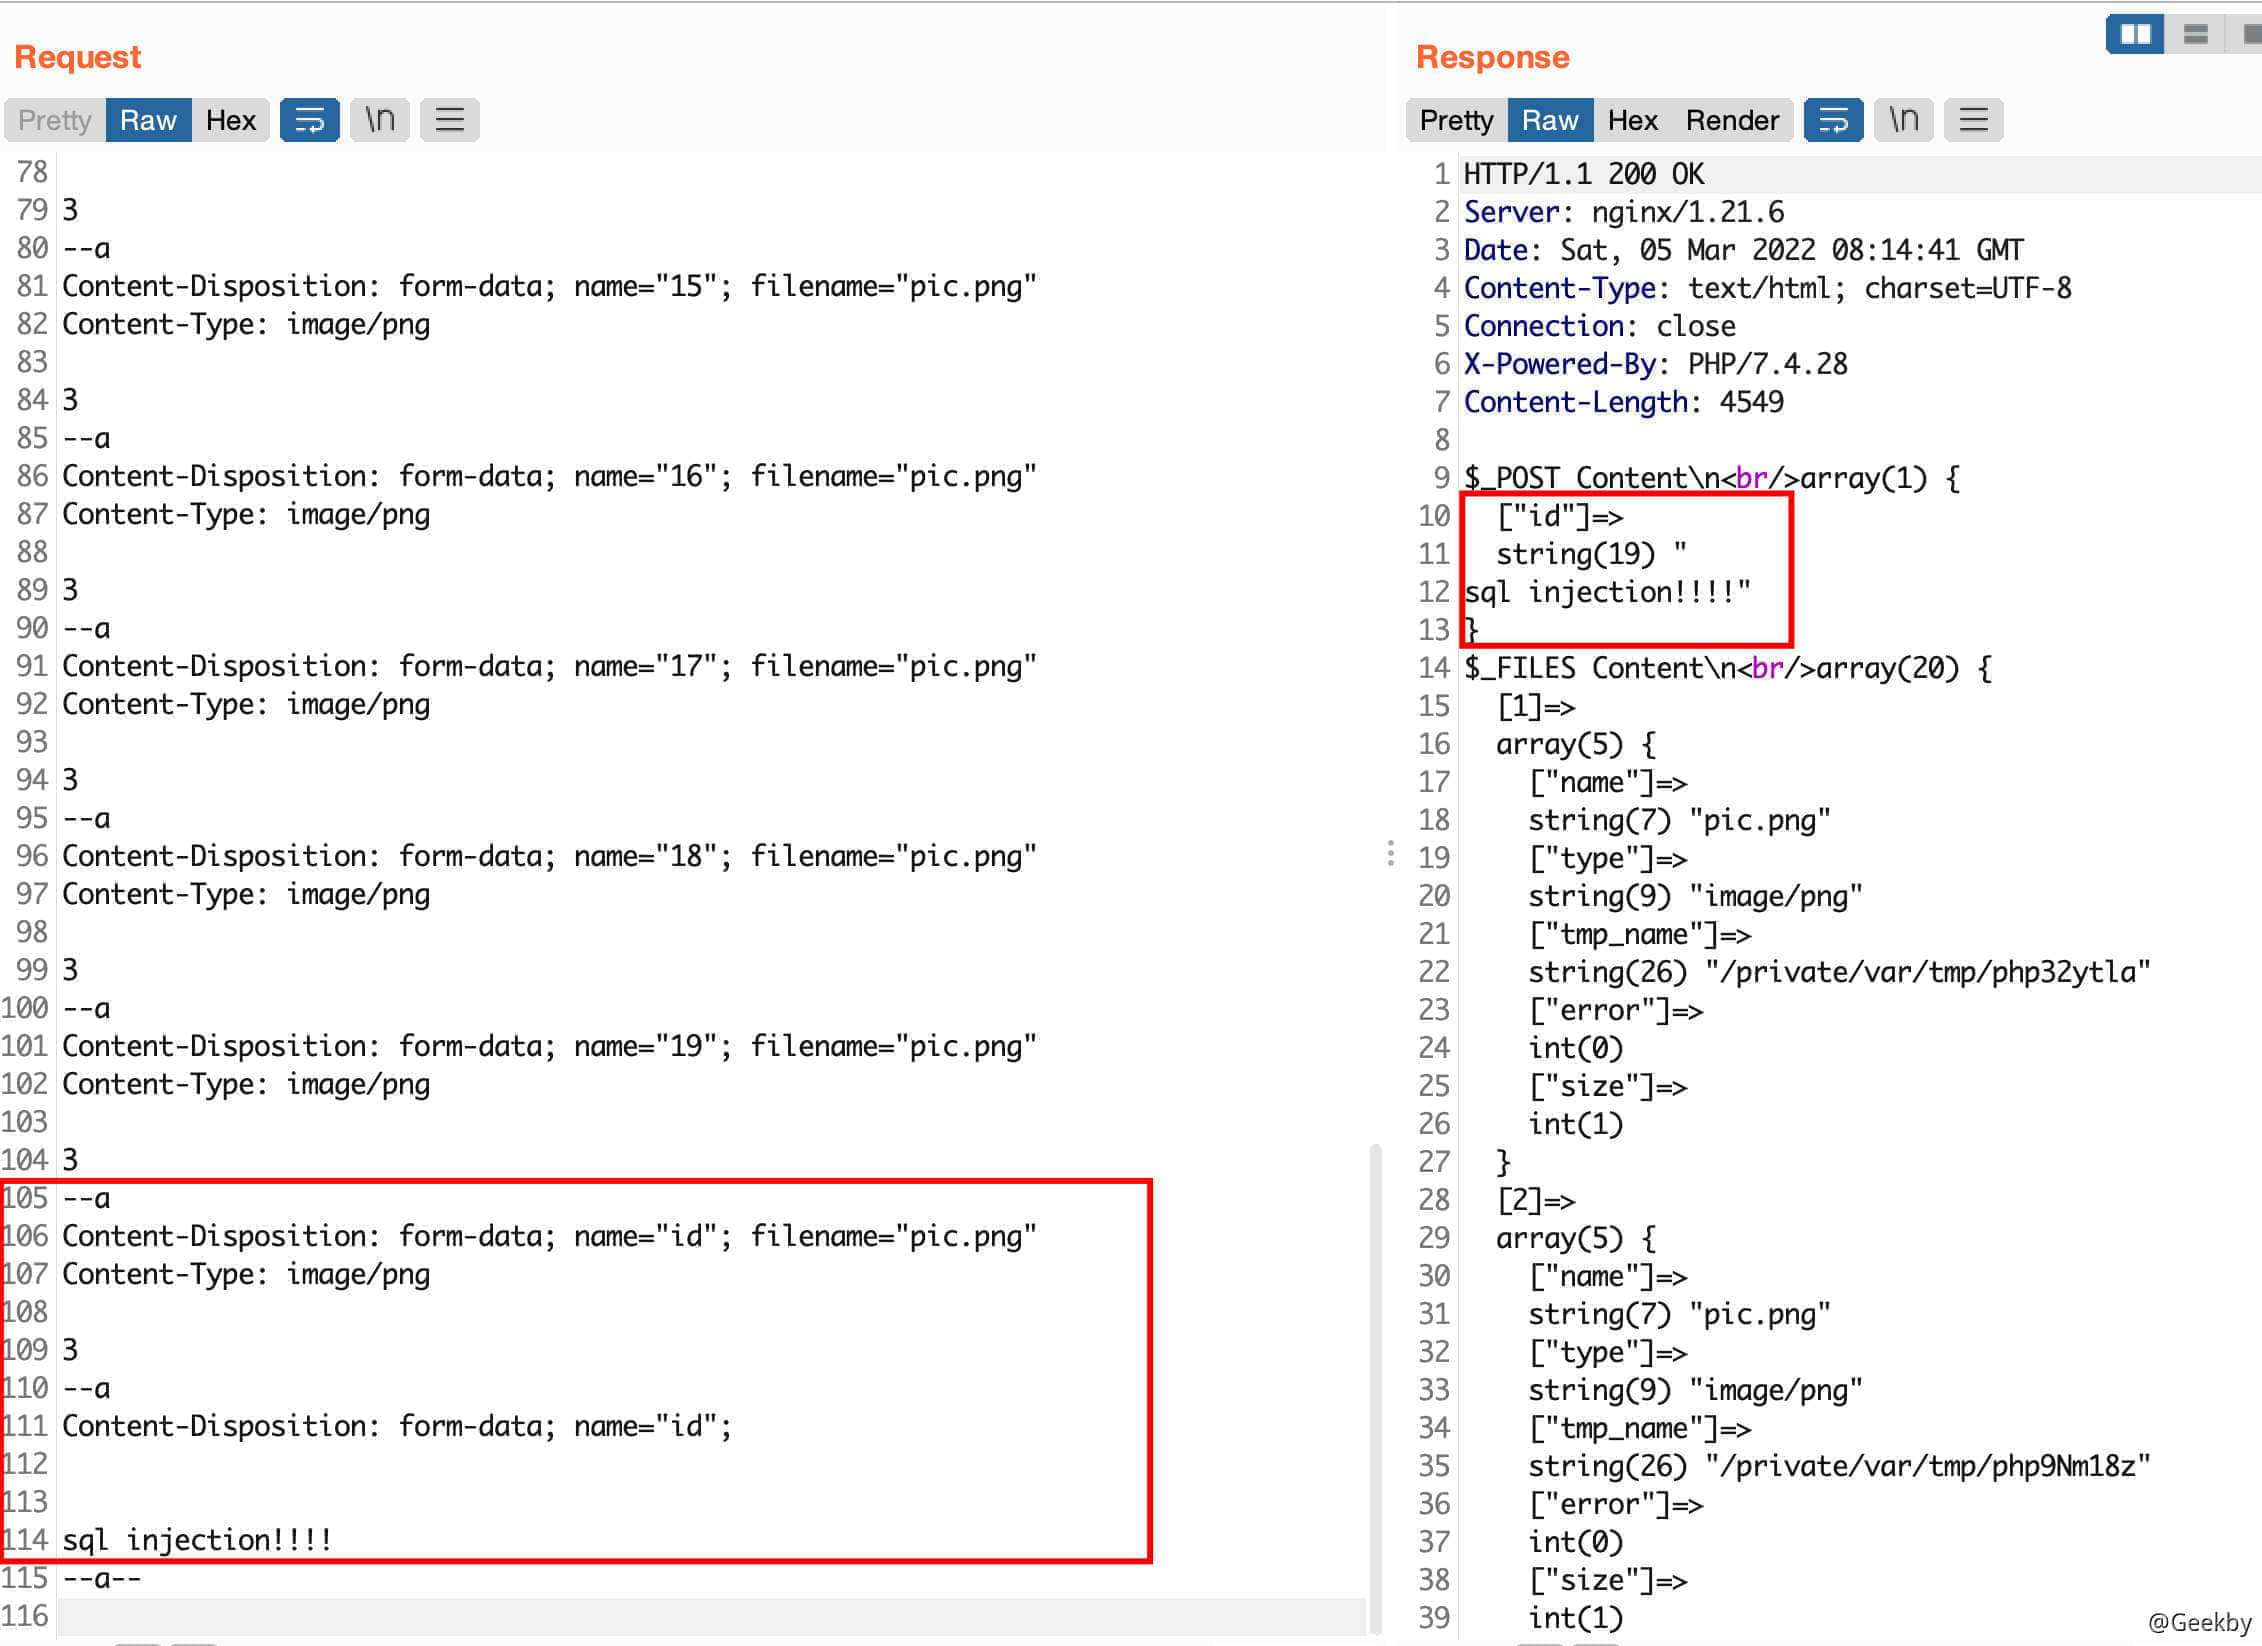 Request
Pretty Raw Hex \n
78
79 3
80 --a
81 Content-Disposition: form-data; name="15"; filename="pic.png"
82 Content-Type: image/png
83
84 3
85 --a
86 Content-Disposition: form-data; name="16"; filename="pic.png"
87 Content-Type: image/png
88
89 3
90 --a
91 Content-Disposition: form-data; name="17"; filename="pic.png"
92 Content-Type: image/png
93
94 3
95 --a
96 Content-Disposition: form-data; name="18"; filename="pic.png"
97 Content-Type: image/png
98
99 3
100 --a
101 Content-Disposition: form-data; name="19"; filename="pic.png"
102 Content-Type: image/png
103
104 3
105 --a
106 Content-Disposition: form-data; name="id"; filename="pic.png"
107 Content-Type: image/png
108
109 3
110 --a
111 Content-Disposition: form-data; name="id";
112
113
114 sql injection!!!!
115 --a--
116
Response
Pretty Raw Hex Render \n
1 HTTP/1.1 200 OK
2 Server: nginx/1.21.6
3 Date: Sat, 05 Mar 2022 08:14:41 GMT
4 Content-Type: text/html; charset=UTF-8
5 Connection: close
6 X-Powered-By: PHP/7.4.28
7 Content-Length: 4549
8
9 $_POST Content\n<br/>array(1) {
10 ["id"]=>
11 string(19) "
12 sql injection!!!!"
13 }
14 $_FILES Content\n<br/>array(20) {
15 [1]=>
16 array(5) {
17 ["name"]=>
18 string(7) "pic.png"
19 ["type"]=>
20 string(9) "image/png"
21 ["tmp_name"]=>
22 string(26) "/private/var/tmp/php32ytla"
23 ["error"]=>
24 int(0)
25 ["size"]=>
26 int(1)
27 }
28 [2]=>
29 array(5) {
30 ["name"]=>
31 string(7) "pic.png"
32 ["type"]=>
33 string(9) "image/png"
34 ["tmp_name"]=>
35 string(26) "/private/var/tmp/php9Nm18z"
36 ["error"]=>
37 int(0)
38 ["size"]=>
39 int(1)
@Geekby